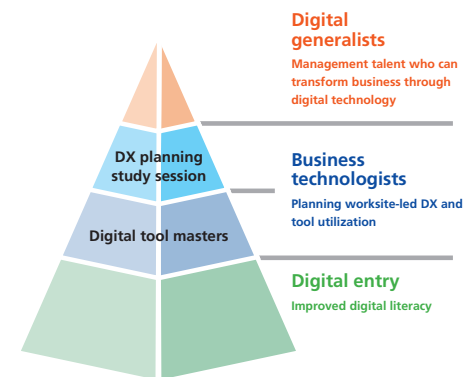 Digital
generalists
Management talent who can
transform business through
digital technology
DX planning
study session
Business
technologists
Planning worksite-led DX and
tool utilization
Digital tool masters
Digital entry
Improved digital literacy